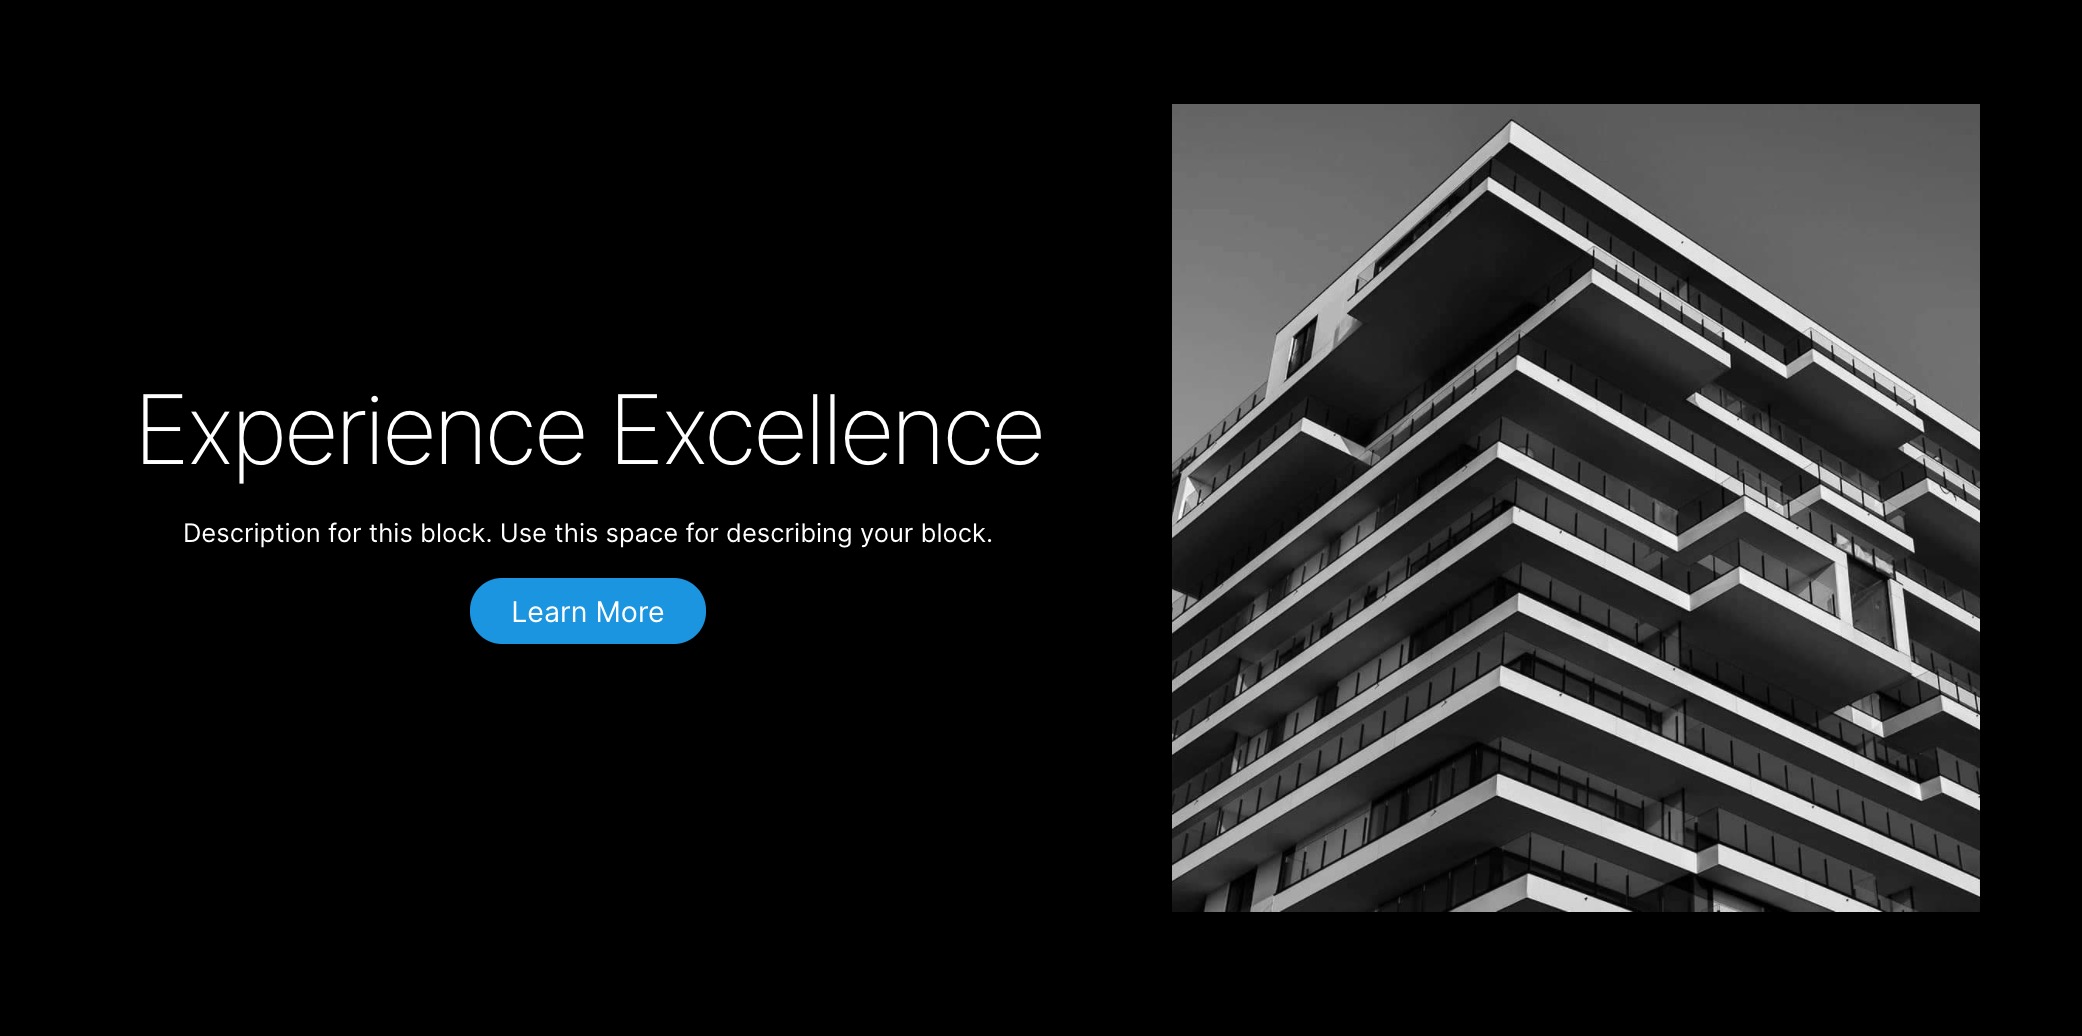 Experience Excellence
Description for this block. Use this space for describing your block.
Learn More